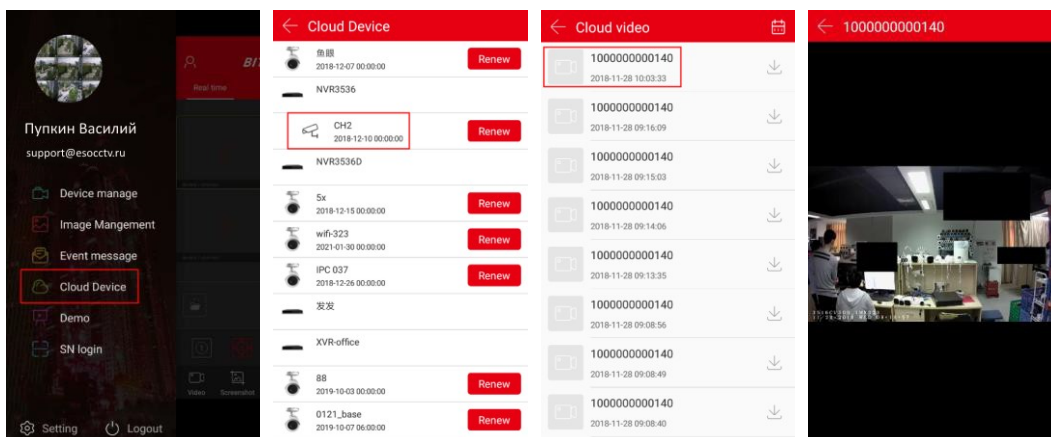 Пупкин Василий
support@esocctv.ru
Device manage
Image Mangement
Event message
Cloud Device
Demo
SN login
Setting
Logout
Real time
Video
Screenshot
Cloud Device
鱼眼
2018-12-07 00:00:00
Renew
NVR3536
CH2
2018-12-10 00:00:00
Renew
NVR3536D
5x
2018-12-15 00:00:00
Renew
wifi-323
2021-01-30 00:00:00
Renew
IPC 037
2018-12-26 00:00:00
Renew
发发
XVR-office
88
2019-10-03 00:00:00
Renew
0121_base
2019-10-07 06:00:00
Renew
Cloud video
1000000000140
2018-11-28 10:03:33
1000000000140
2018-11-28 09:16:09
1000000000140
2018-11-28 09:15:03
1000000000140
2018-11-28 09:14:06
1000000000140
2018-11-28 09:13:35
1000000000140
2018-11-28 09:08:56
1000000000140
2018-11-28 09:08:49
1000000000140
2018-11-28 09:08:40
1000000000140